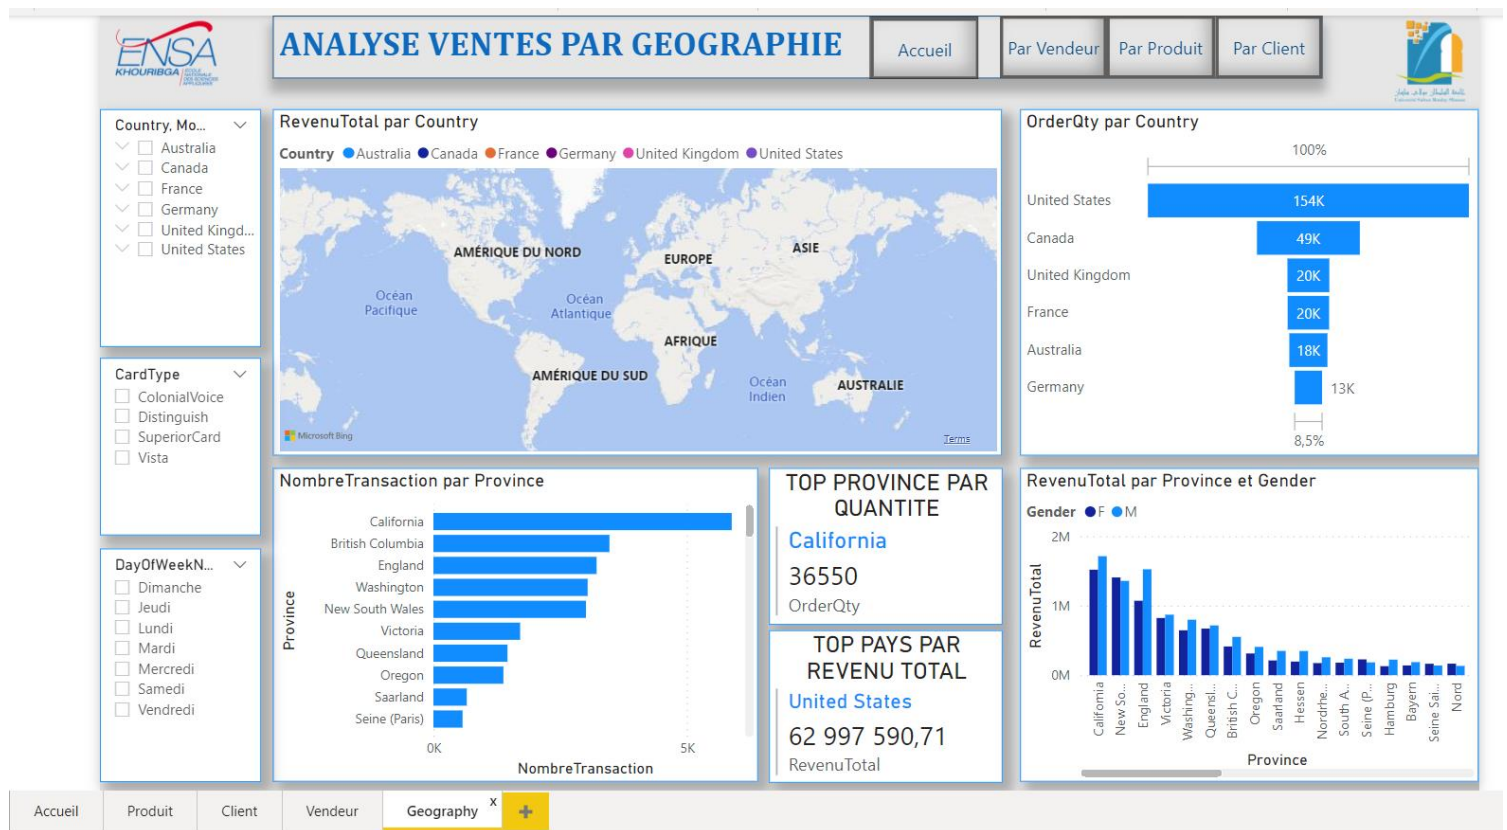 ENSA
KHOURIBGA
ÉCOLE
NATIONALE
DES SCIENCES
APPLIQUÉES
ANALYSE VENTES PAR GEOGRAPHIE
Accueil
Par Vendeur
Par Produit
Par Client
Country, Mo...
Australia
Canada
France
Germany
United Kingd...
United States
RevenuTotal par Country
Country Australia Canada France Germany United Kingdom United States
AMÉRIQUE DU NORD
EUROPE
ASIE
Océan
Pacifique
Océan
Atlantique
AFRIQUE
AMÉRIQUE DU SUD
Océan
Indien
AUSTRALIE
Microsoft Bing
Terms
OrderQty par Country
100%
United States 154K
Canada 49K
United Kingdom 20K
France 20K
Australia 18K
Germany 13K
8,5%
CardType
ColonialVoice
Distinguish
SuperiorCard
Vista
DayOfWeekN...
Dimanche
Jeudi
Lundi
Mardi
Mercredi
Samedi
Vendredi
NombreTransaction par Province
Province
California
British Columbia
England
Washington
New South Wales
Victoria
Queensland
Oregon
Saarland
Seine (Paris)
0K 5K
NombreTransaction
TOP PROVINCE PAR
QUANTITE
California
36550
OrderQty
TOP PAYS PAR
REVENU TOTAL
United States
62 997 590,71
RevenuTotal
RevenuTotal par Province et Gender
Gender F M
RevenuTotal
2M
1M
0M
California
New So...
England
Victoria
Washing...
Queensl...
British C...
Oregon
Saarland
Hessen
Nordrhe...
South A...
Seine (P...
Hamburg
Bayern
Seine Sai...
Nord
Province
Accueil Produit Client Vendeur Geography x +